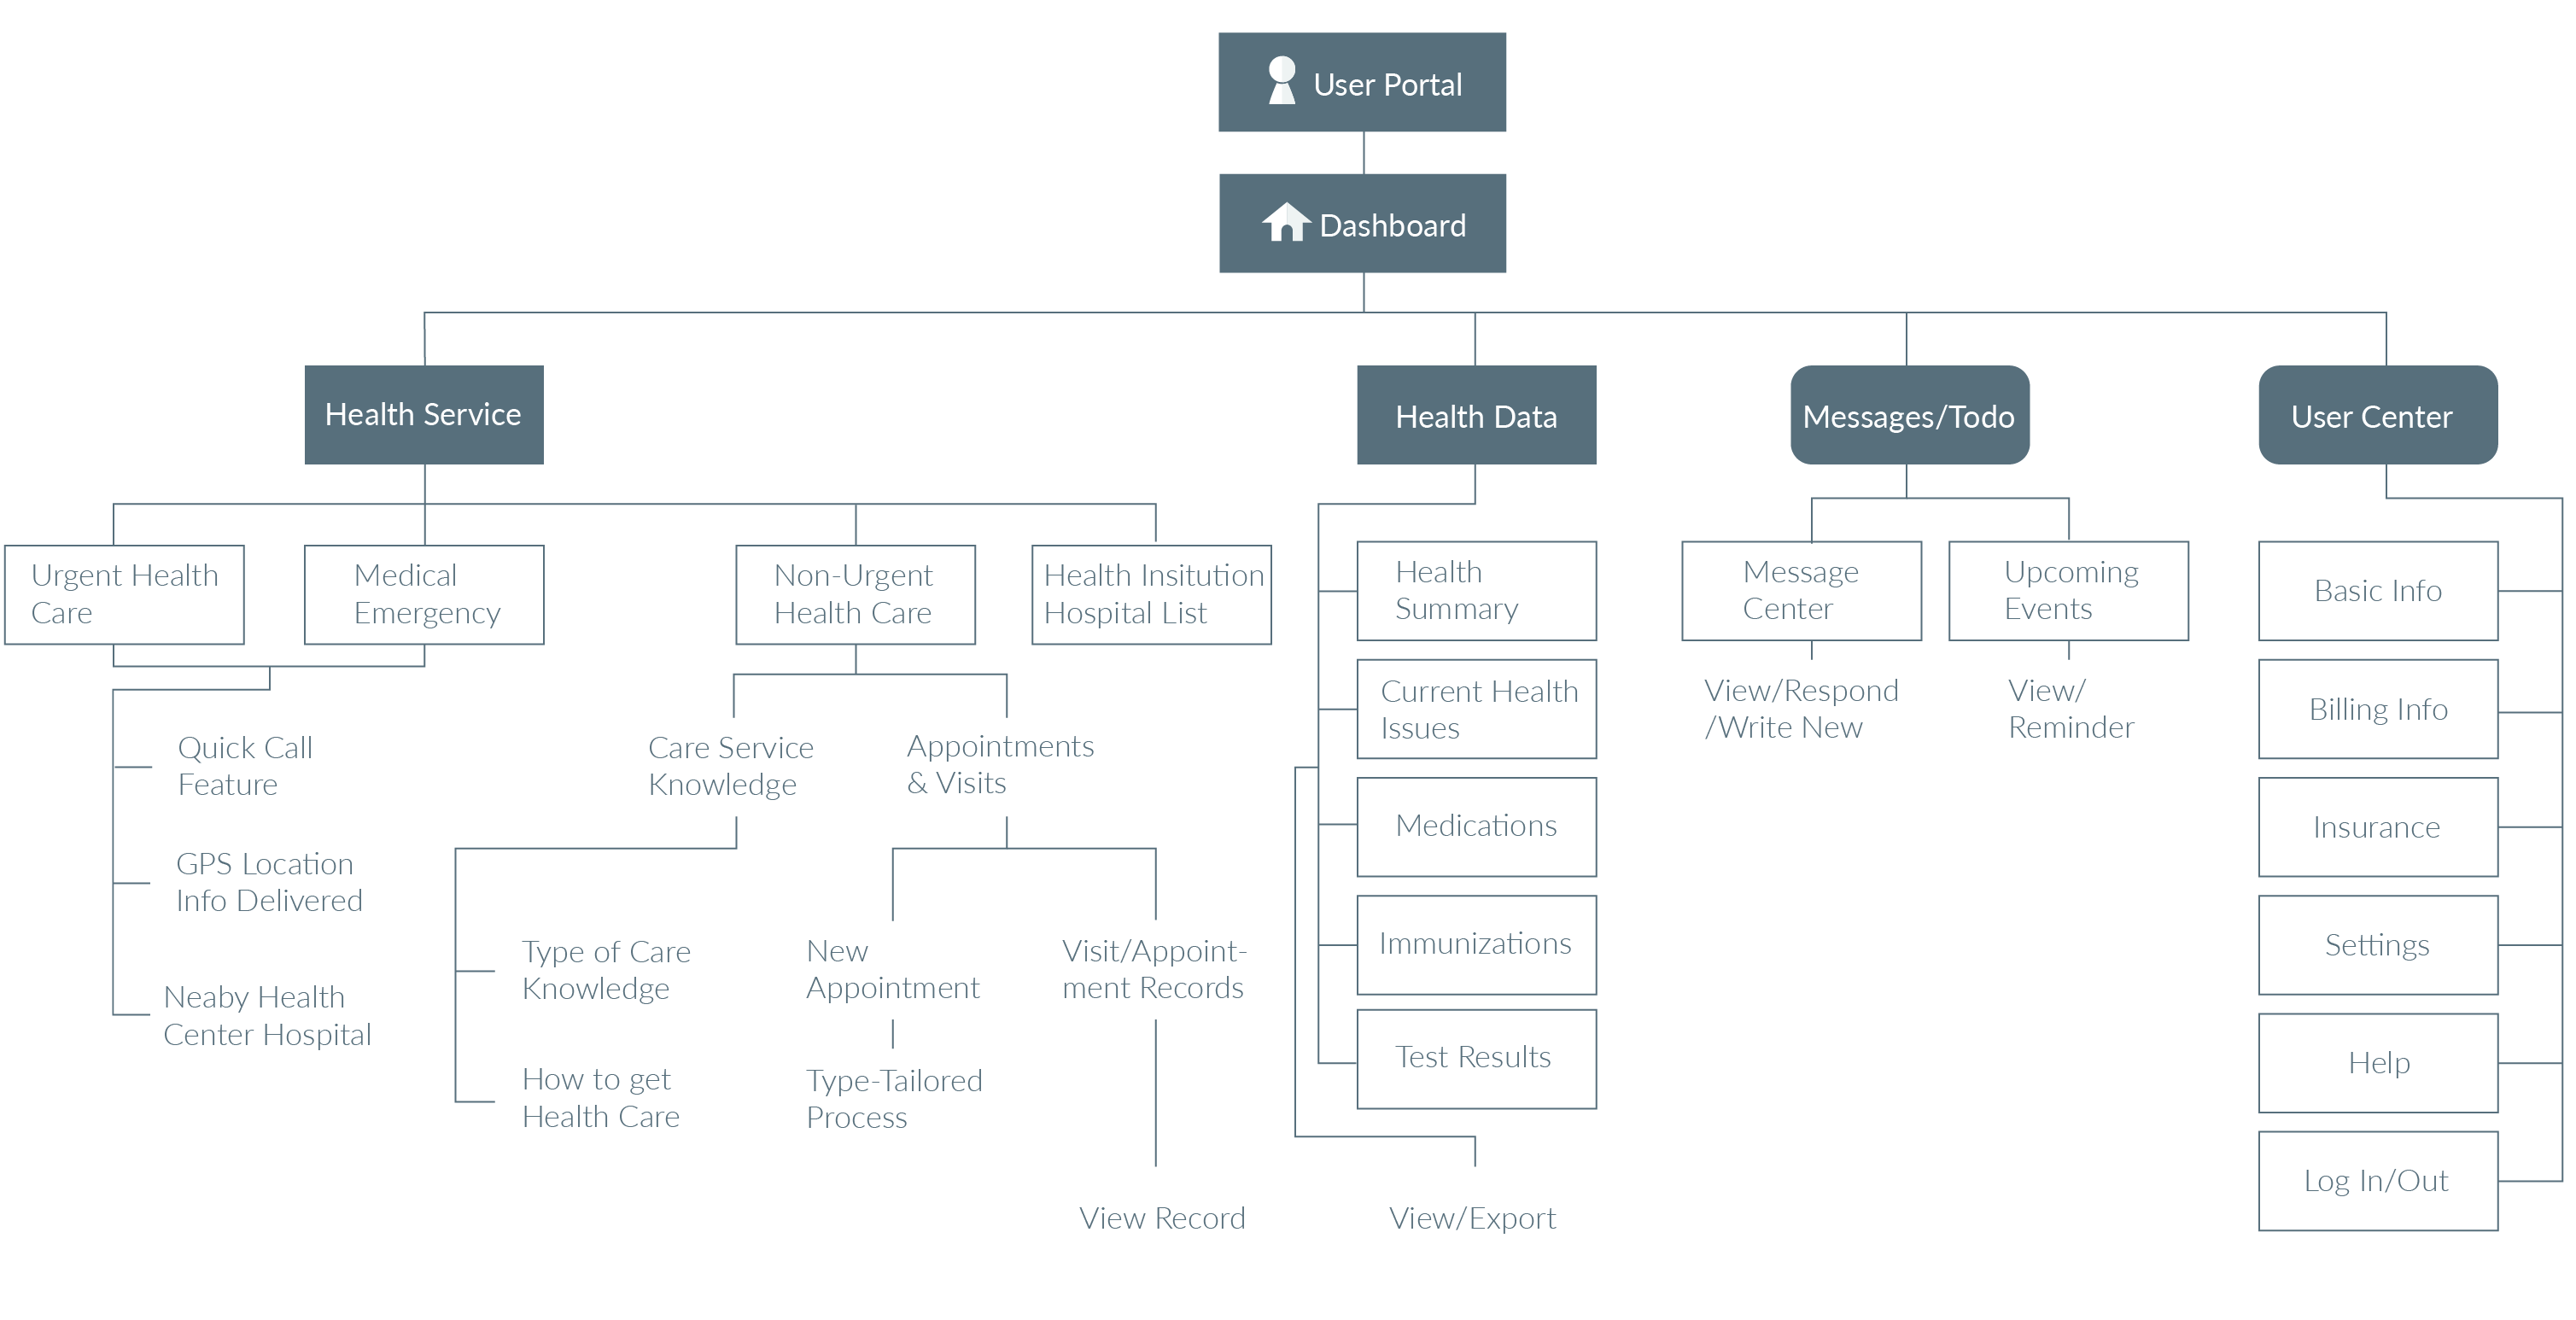 User Portal
Dashboard
Health Service
Health Data
Messages/Todo
User Center
Urgent Health
Care
Medical
Emergency
Non-Urgent
Health Care
Health Insitution
Hospital List
Quick Call
Feature
GPS Location
Info Delivered
Neaby Health
Center Hospital
Care Service
Knowledge
Appointments
& Visits
Type of Care
Knowledge
How to get
Health Care
New
Appointment
Type-Tailored
Process
Visit/Appoint-
ment Records
View Record
Health
Summary
Current Health
Issues
Medications
Immunizations
Test Results
View/Export
Message
Center
View/Respond
/Write New
Upcoming
Events
View/
Reminder
Basic Info
Billing Info
Insurance
Settings
Help
Log In/Out